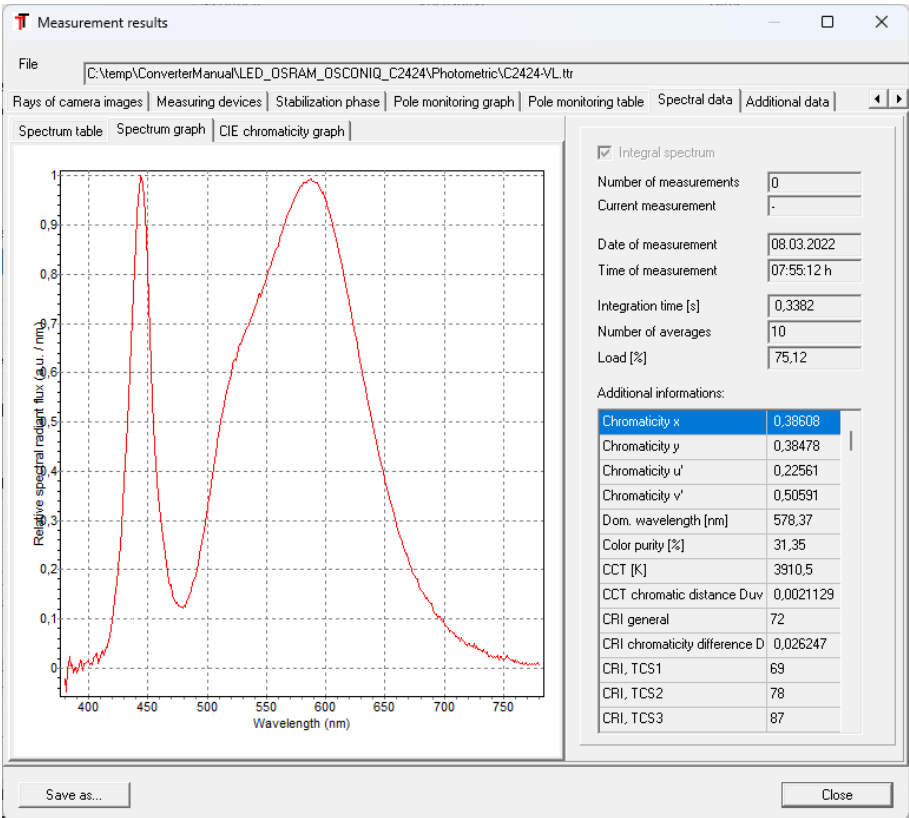 Measurement results
File
C:\temp\ConverterManual\LED_OSRAM_OSCONIQ_C2424\Photometric\C2424-VL.ttr
Rays of camera images Measuring devices Stabilization phase Pole monitoring graph Pole monitoring table Spectral data Additional data
Spectrum table Spectrum graph CIE chromaticity graph
Relative spectral radiant flux (a.u. / nm)
1
0,9
0,8
0,7
0,6
0,5
0,4
0,3
0,2
0,1
0
400 450 500 550 600 650 700 750
Wavelength (nm)
Integral spectrum
Number of measurements 0
Current measurement -
Date of measurement 08.03.2022
Time of measurement 07:55:12 h
Integration time [s] 0,3382
Number of averages 10
Load [%] 75,12
Additional informations:
Chromaticity x 0,38608
Chromaticity y 0,38478
Chromaticity u' 0,22561
Chromaticity v' 0,50591
Dom. wavelength [nm] 578,37
Color purity [%] 31,35
CCT [K] 3910,5
CCT chromatic distance Duv 0,0021129
CRI general 72
CRI chromaticity difference D 0,026247
CRI, TCS1 69
CRI, TCS2 78
CRI, TCS3 87
Save as... Close